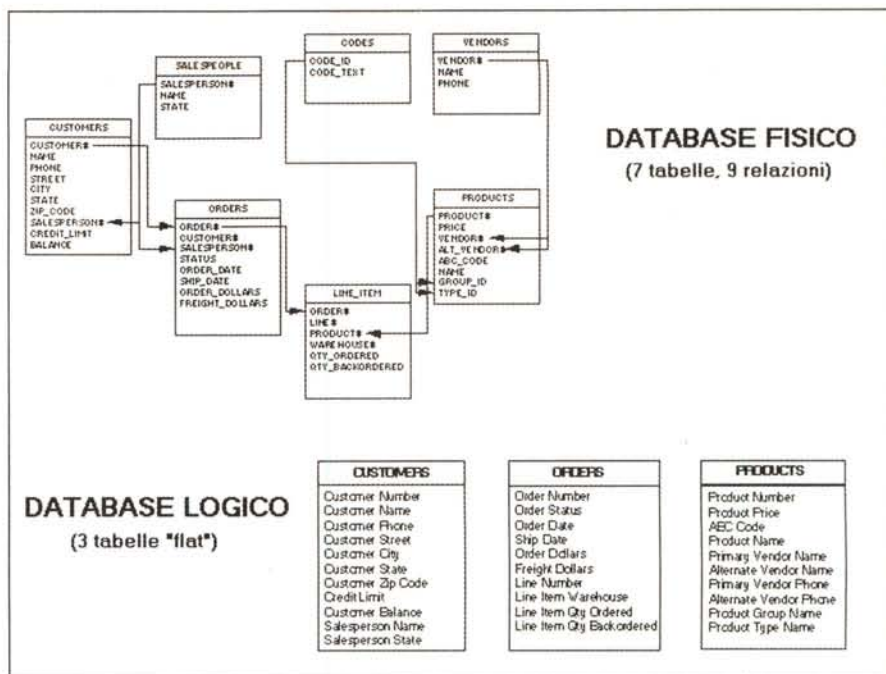 CODES
CODE_ID
CODE_TEXT
VENDORS
VENDOR#
NAME
PHONE
SALESPEOPLE
SALESPERSON#
NAME
STATE
CUSTOMERS
CUSTOMER#
NAME
PHONE
STREET
CITY
STATE
ZIP_CODE
SALESPERSON#
CREDIT_LIMIT
BALANCE
DATABASE FISICO
(7 tabelle, 9 relazioni)
ORDERS
ORDER#
CUSTOMER#
SALESPERSON#
STATUS
ORDER_DATE
SHIP_DATE
ORDER_DOLLARS
FREIGHT_DOLLARS
PRODUCTS
PRODUCT#
PRICE
VENDOR#
ALT_VENDOR#
ABC_CODE
NAME
GROUP_ID
TYPE_ID
LINE_ITEM
ORDER#
LINE#
PRODUCT#
WAREHOUSE#
QTY_ORDERED
QTY_BACKORDERED
DATABASE LOGICO
(3 tabelle "flat")
CUSTOMERS
Customer Number
Customer Name
Customer Phone
Customer Street
Customer City
Customer State
Customer Zip Code
Credit Limit
Customer Balance
Salesperson Name
Salesperson State
ORDERS
Order Number
Order Status
Order Date
Ship Date
Order Dollars
Freight Dollars
Line Number
Line Item Warehouse
Line Item Qty Ordered
Line Item Qty Backordered
PRODUCTS
Product Number
Product Price
ABC Code
Product Name
Primary Vendor Name
Alternate Vendor Name
Primary Vendor Phone
Alternate Vendor Phone
Product Group Name
Product Type Name